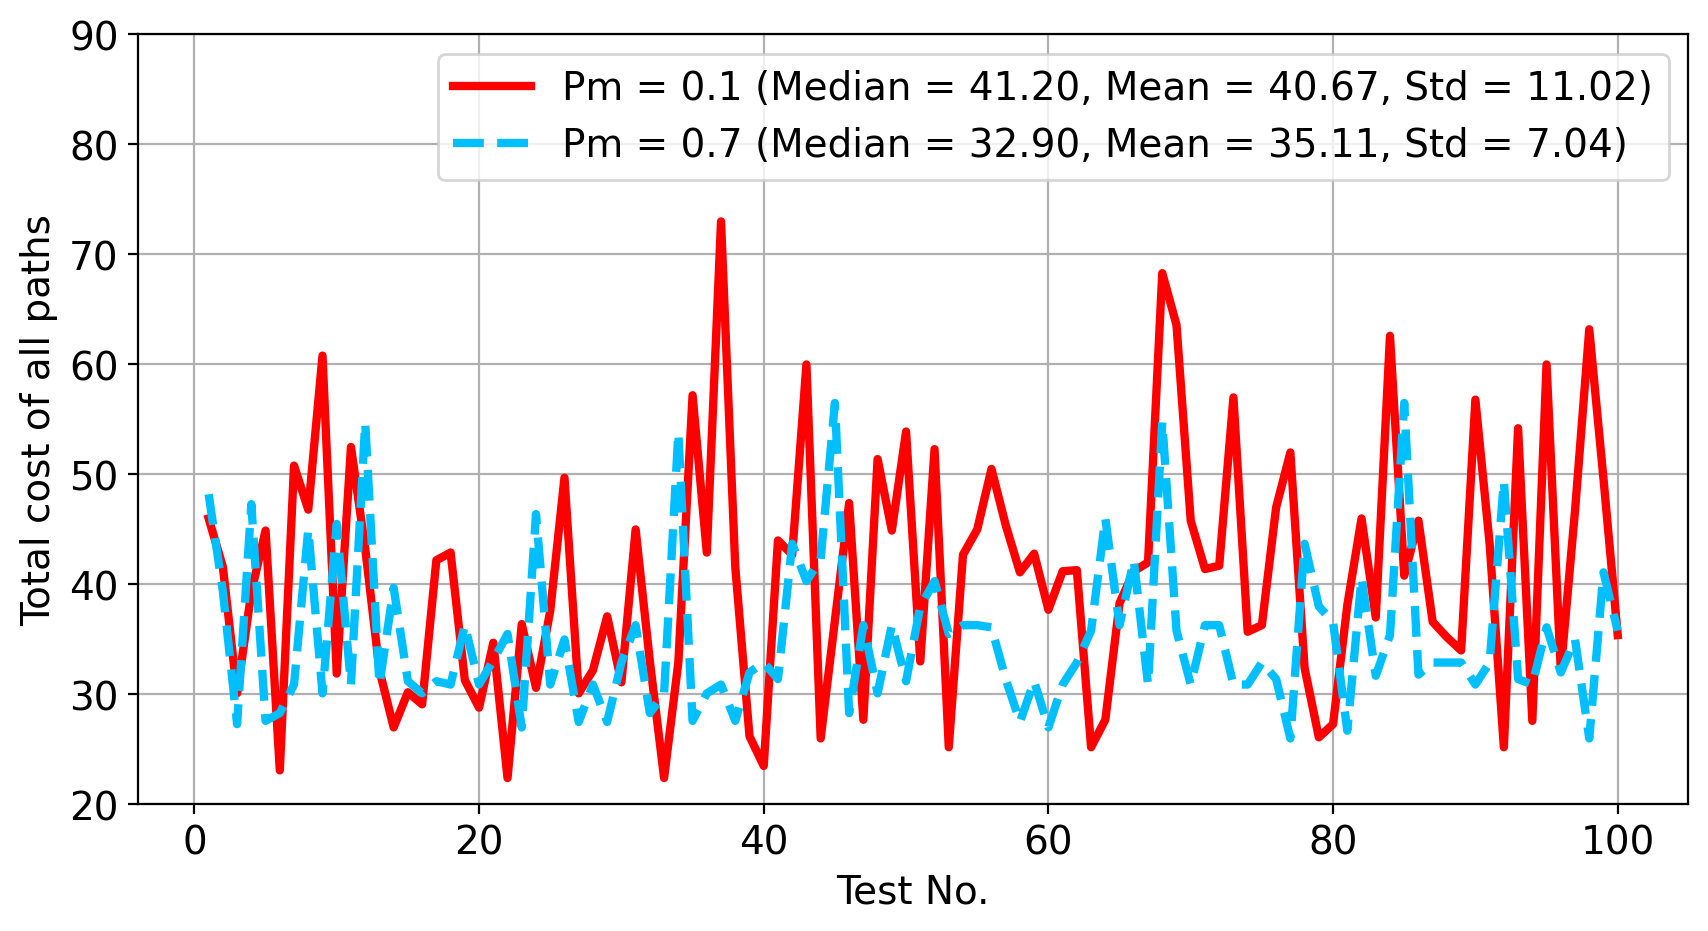 90
80
70
60
50
40
30
20
0 20 40 60 80 100
Total cost of all paths
Test No.
Pm = 0.1 (Median = 41.20, Mean = 40.67, Std = 11.02)
Pm = 0.7 (Median = 32.90, Mean = 35.11, Std = 7.04)